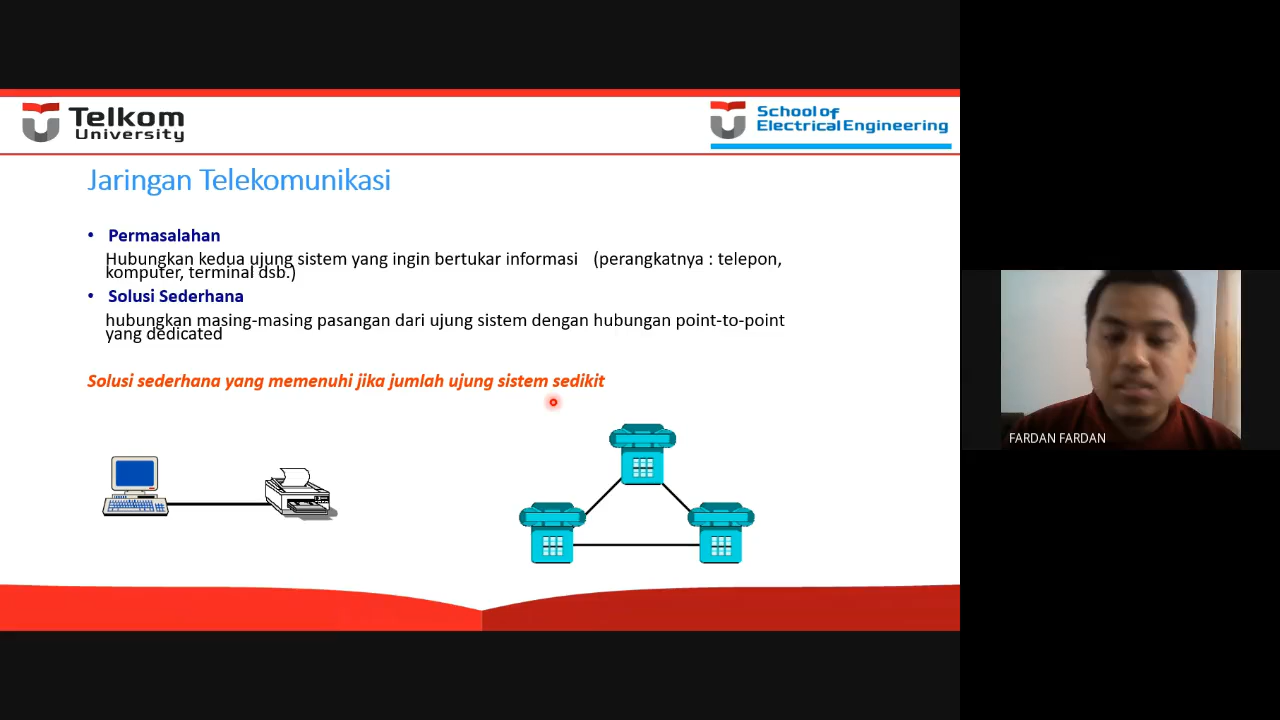 Telkom
University
School of
Electrical Engineering
Jaringan Telekomunikasi
• Permasalahan
Hubungkan kedua ujung sistem yang ingin bertukar informasi (perangkatnya : telepon,
komputer, terminal dsb.)
• Solusi Sederhana
hubungkan masing-masing pasangan dari ujung sistem dengan hubungan point-to-point
yang dedicated
Solusi sederhana yang memenuhi jika jumlah ujung sistem sedikit
FARDAN FARDAN